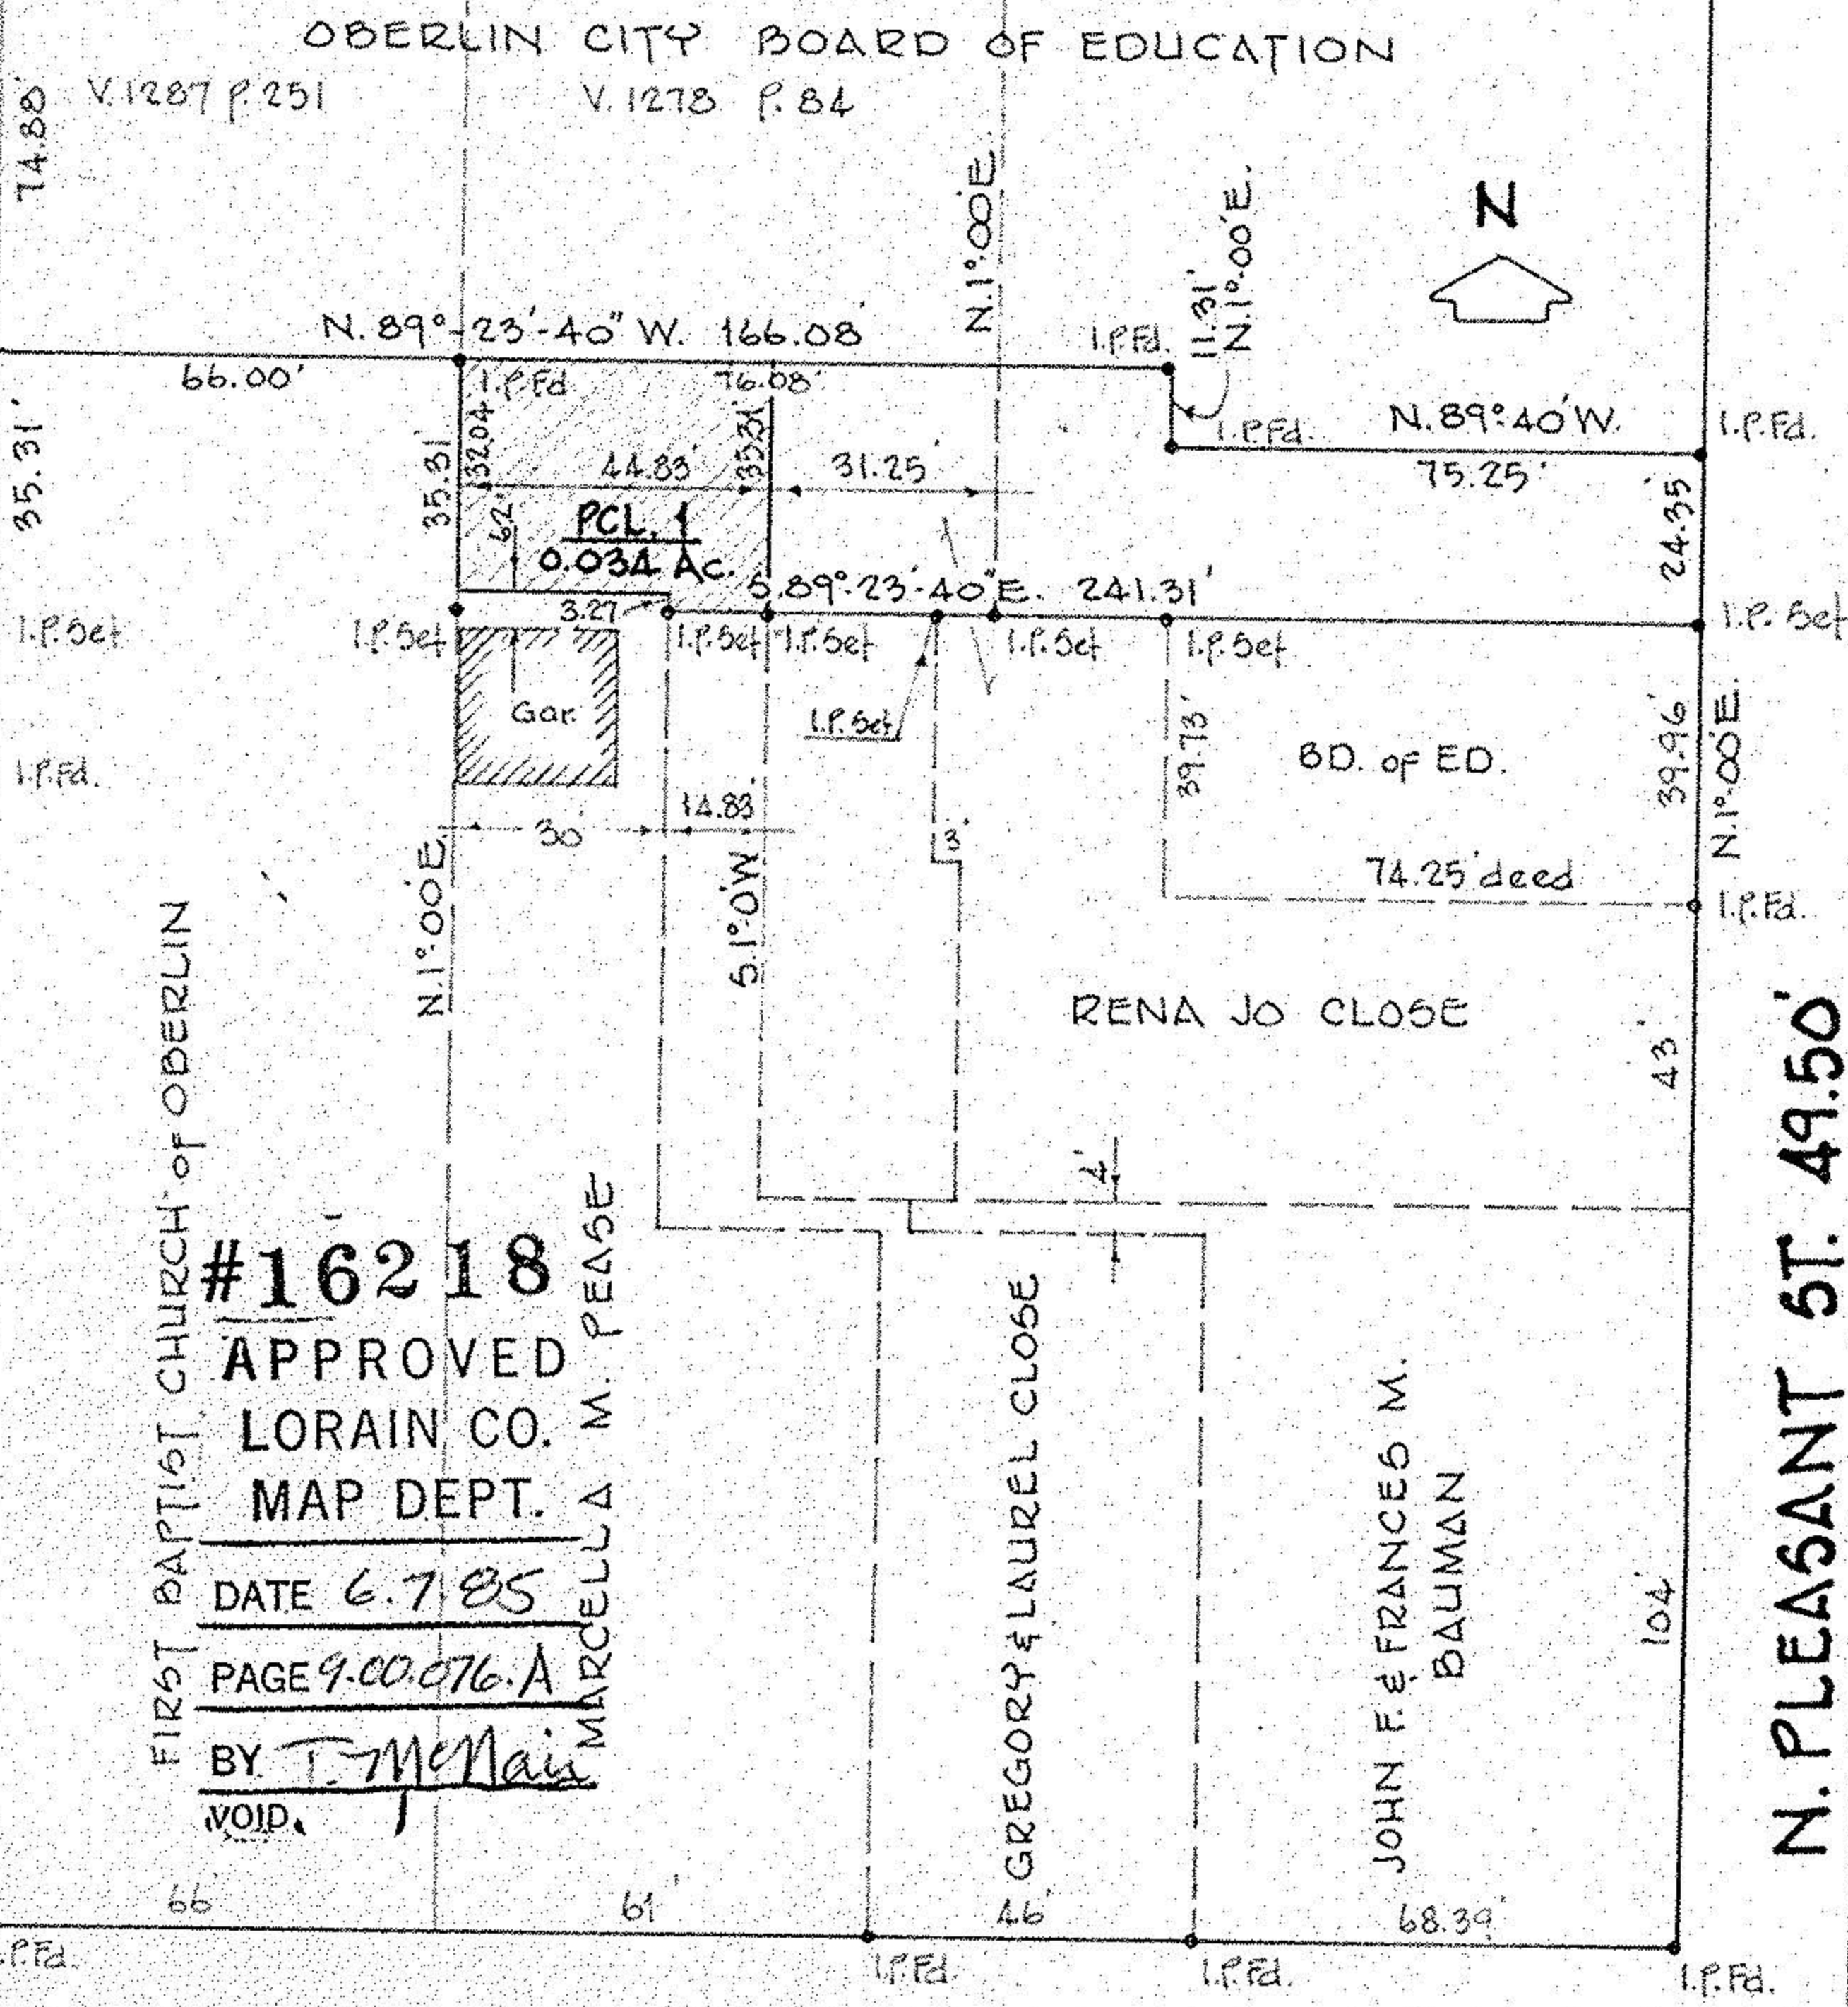 OBERLIN CITY BOARD OF EDUCATION
V. 1287 P. 251
V. 1278 P. 84
74.88'
N.1°-00'E.
11.31'
N.1°-00'E.
N
N. 89°-23'-40" W. 166.08'
I.P.Fd.
66.00'
I.P.Fd
76.08'
I.P.Fd.
N. 89°-40'W.
I.P.Fd.
75.25'
35.31'
35.31'
32.04'
35.31'
44.83'
31.25'
24.35'
PCL. 1
0.034 Ac.
S.89°-23'-40"E. 241.31'
3.27
I.P. Set
I.P. Set
I.P. Set
I.P. Set
I.P. Set
I.P. Set
I.P. Set
I.P. Set
Gar.
39.73'
BD. of ED.
39.96'
N.1°-00'E.
I.P.Fd.
30'
14.83
3'
74.25' deed
I.P.Fd.
N.1°-00'E.
S.1°-0'W.
RENA JO CLOSE
43'
4'
FIRST BAPTIST CHURCH of OBERLIN
MARCELLA M. PEASE
GREGORY & LAUREL CLOSE
JOHN F. & FRANCES M.
BAUMAN
104'
N. PLEASANT ST. 49.50'
#16218
APPROVED
LORAIN CO.
MAP DEPT.
DATE 6.7.85
PAGE 9.00.076.A
BY T. McNair
VOID
66'
61'
46'
68.39'
.P.Fd.
I.P.Fd.
I.P.Fd.
I.P.Fd.